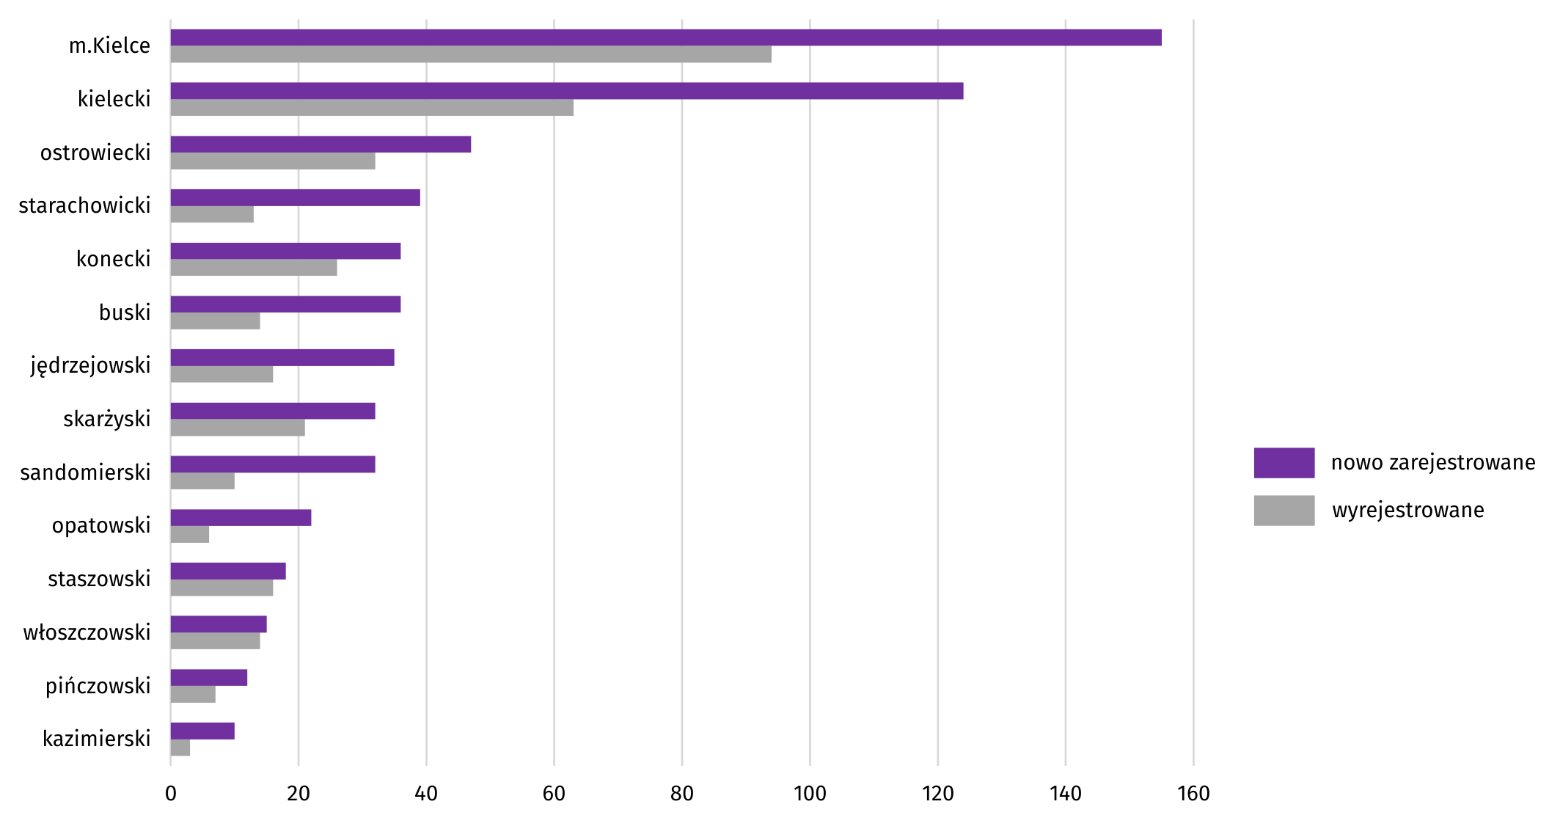 m.Kielce
kielecki
ostrowiecki
starachowicki
konecki
buski
jędrzejowski
skarżyski
sandomierski
opatowski
staszowski
włoszczowski
pińczowski
kazimierski
0 20 40 60 80 100 120 140 160
nowo zarejestrowane
wyrejestrowane